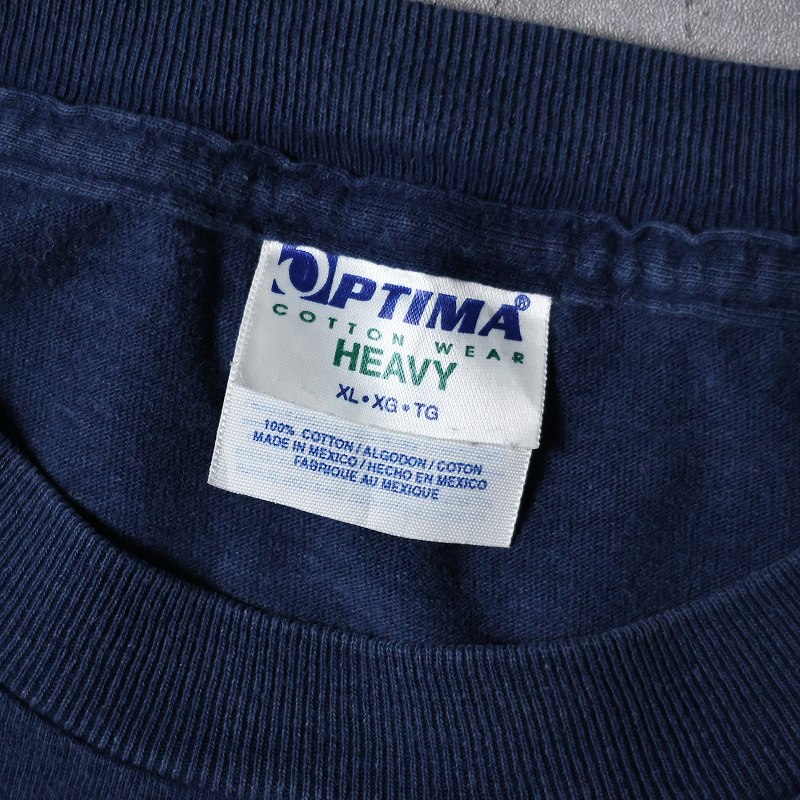 OPTIMA®
COTTON WEAR
HEAVY
XL•XG•TG
100% COTTON/ALGODON/COTON
MADE IN MEXICO/HECHO EN MEXICO
FABRIQUE AU MEXIQUE